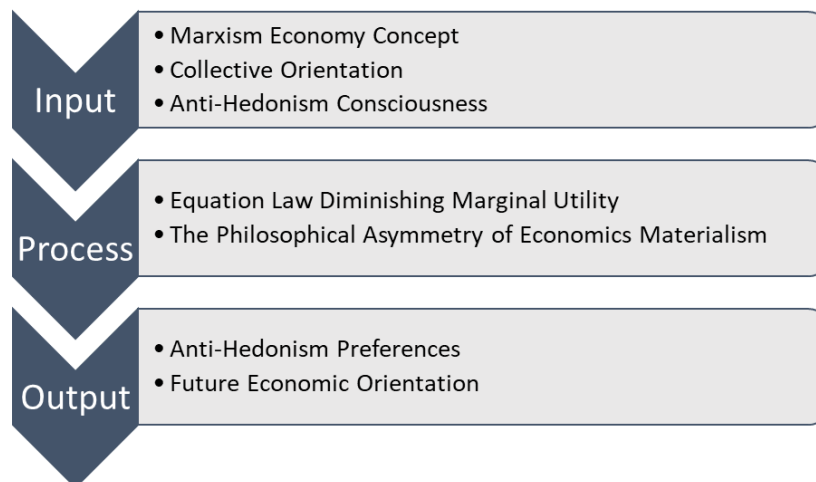 Input
• Marxism Economy Concept
• Collective Orientation
• Anti-Hedonism Consciousness
Process
• Equation Law Diminishing Marginal Utility
• The Philosophical Asymmetry of Economics Materialism
Output
• Anti-Hedonism Preferences
• Future Economic Orientation